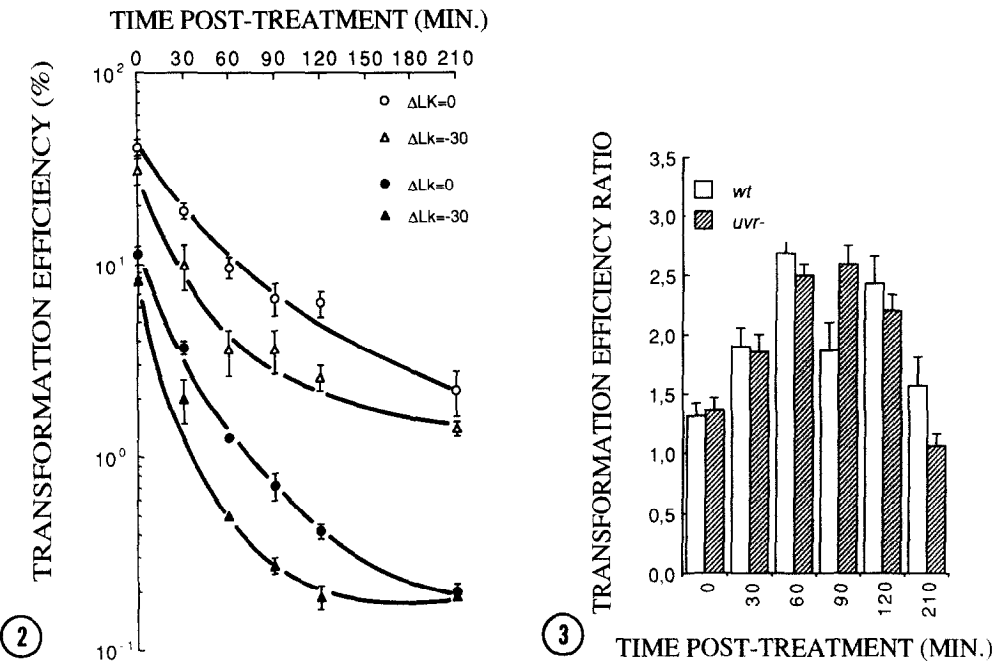 TIME POST-TREATMENT (MIN.)
0 30 60 90 120 150 180 210
TRANSFORMATION EFFICIENCY (%)
10²
10¹
10⁰
10⁻¹
ΔLK=0
ΔLk=-30
ΔLk=0
ΔLk=-30
2
TRANSFORMATION EFFICIENCY RATIO
3,5
3,0
2,5
2,0
1,5
1,0
0,5
0,0
wt
uvr-
0 30 60 90 120 210
3
TIME POST-TREATMENT (MIN.)